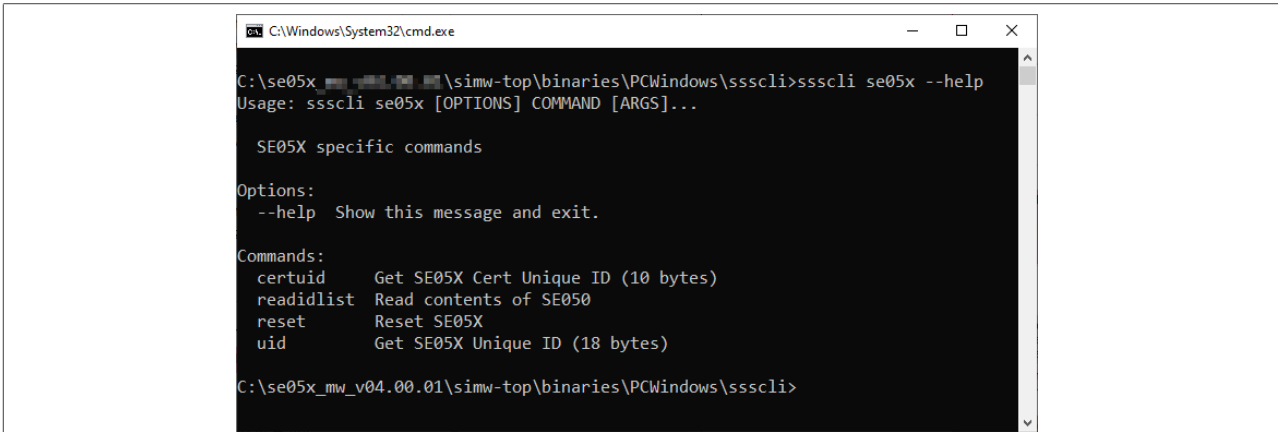 C:\Windows\System32\cmd.exe
C:\se05x_\simw-top\binaries\PCWindows\ssscli>ssscli se05x --help
Usage: ssscli se05x [OPTIONS] COMMAND [ARGS]...
SE05X specific commands
Options:
--help Show this message and exit.
Commands:
certuid Get SE05X Cert Unique ID (10 bytes)
readidlist Read contents of SE050
reset Reset SE05X
uid Get SE05X Unique ID (18 bytes)
C:\se05x_mw_v04.00.01\simw-top\binaries\PCWindows\ssscli>